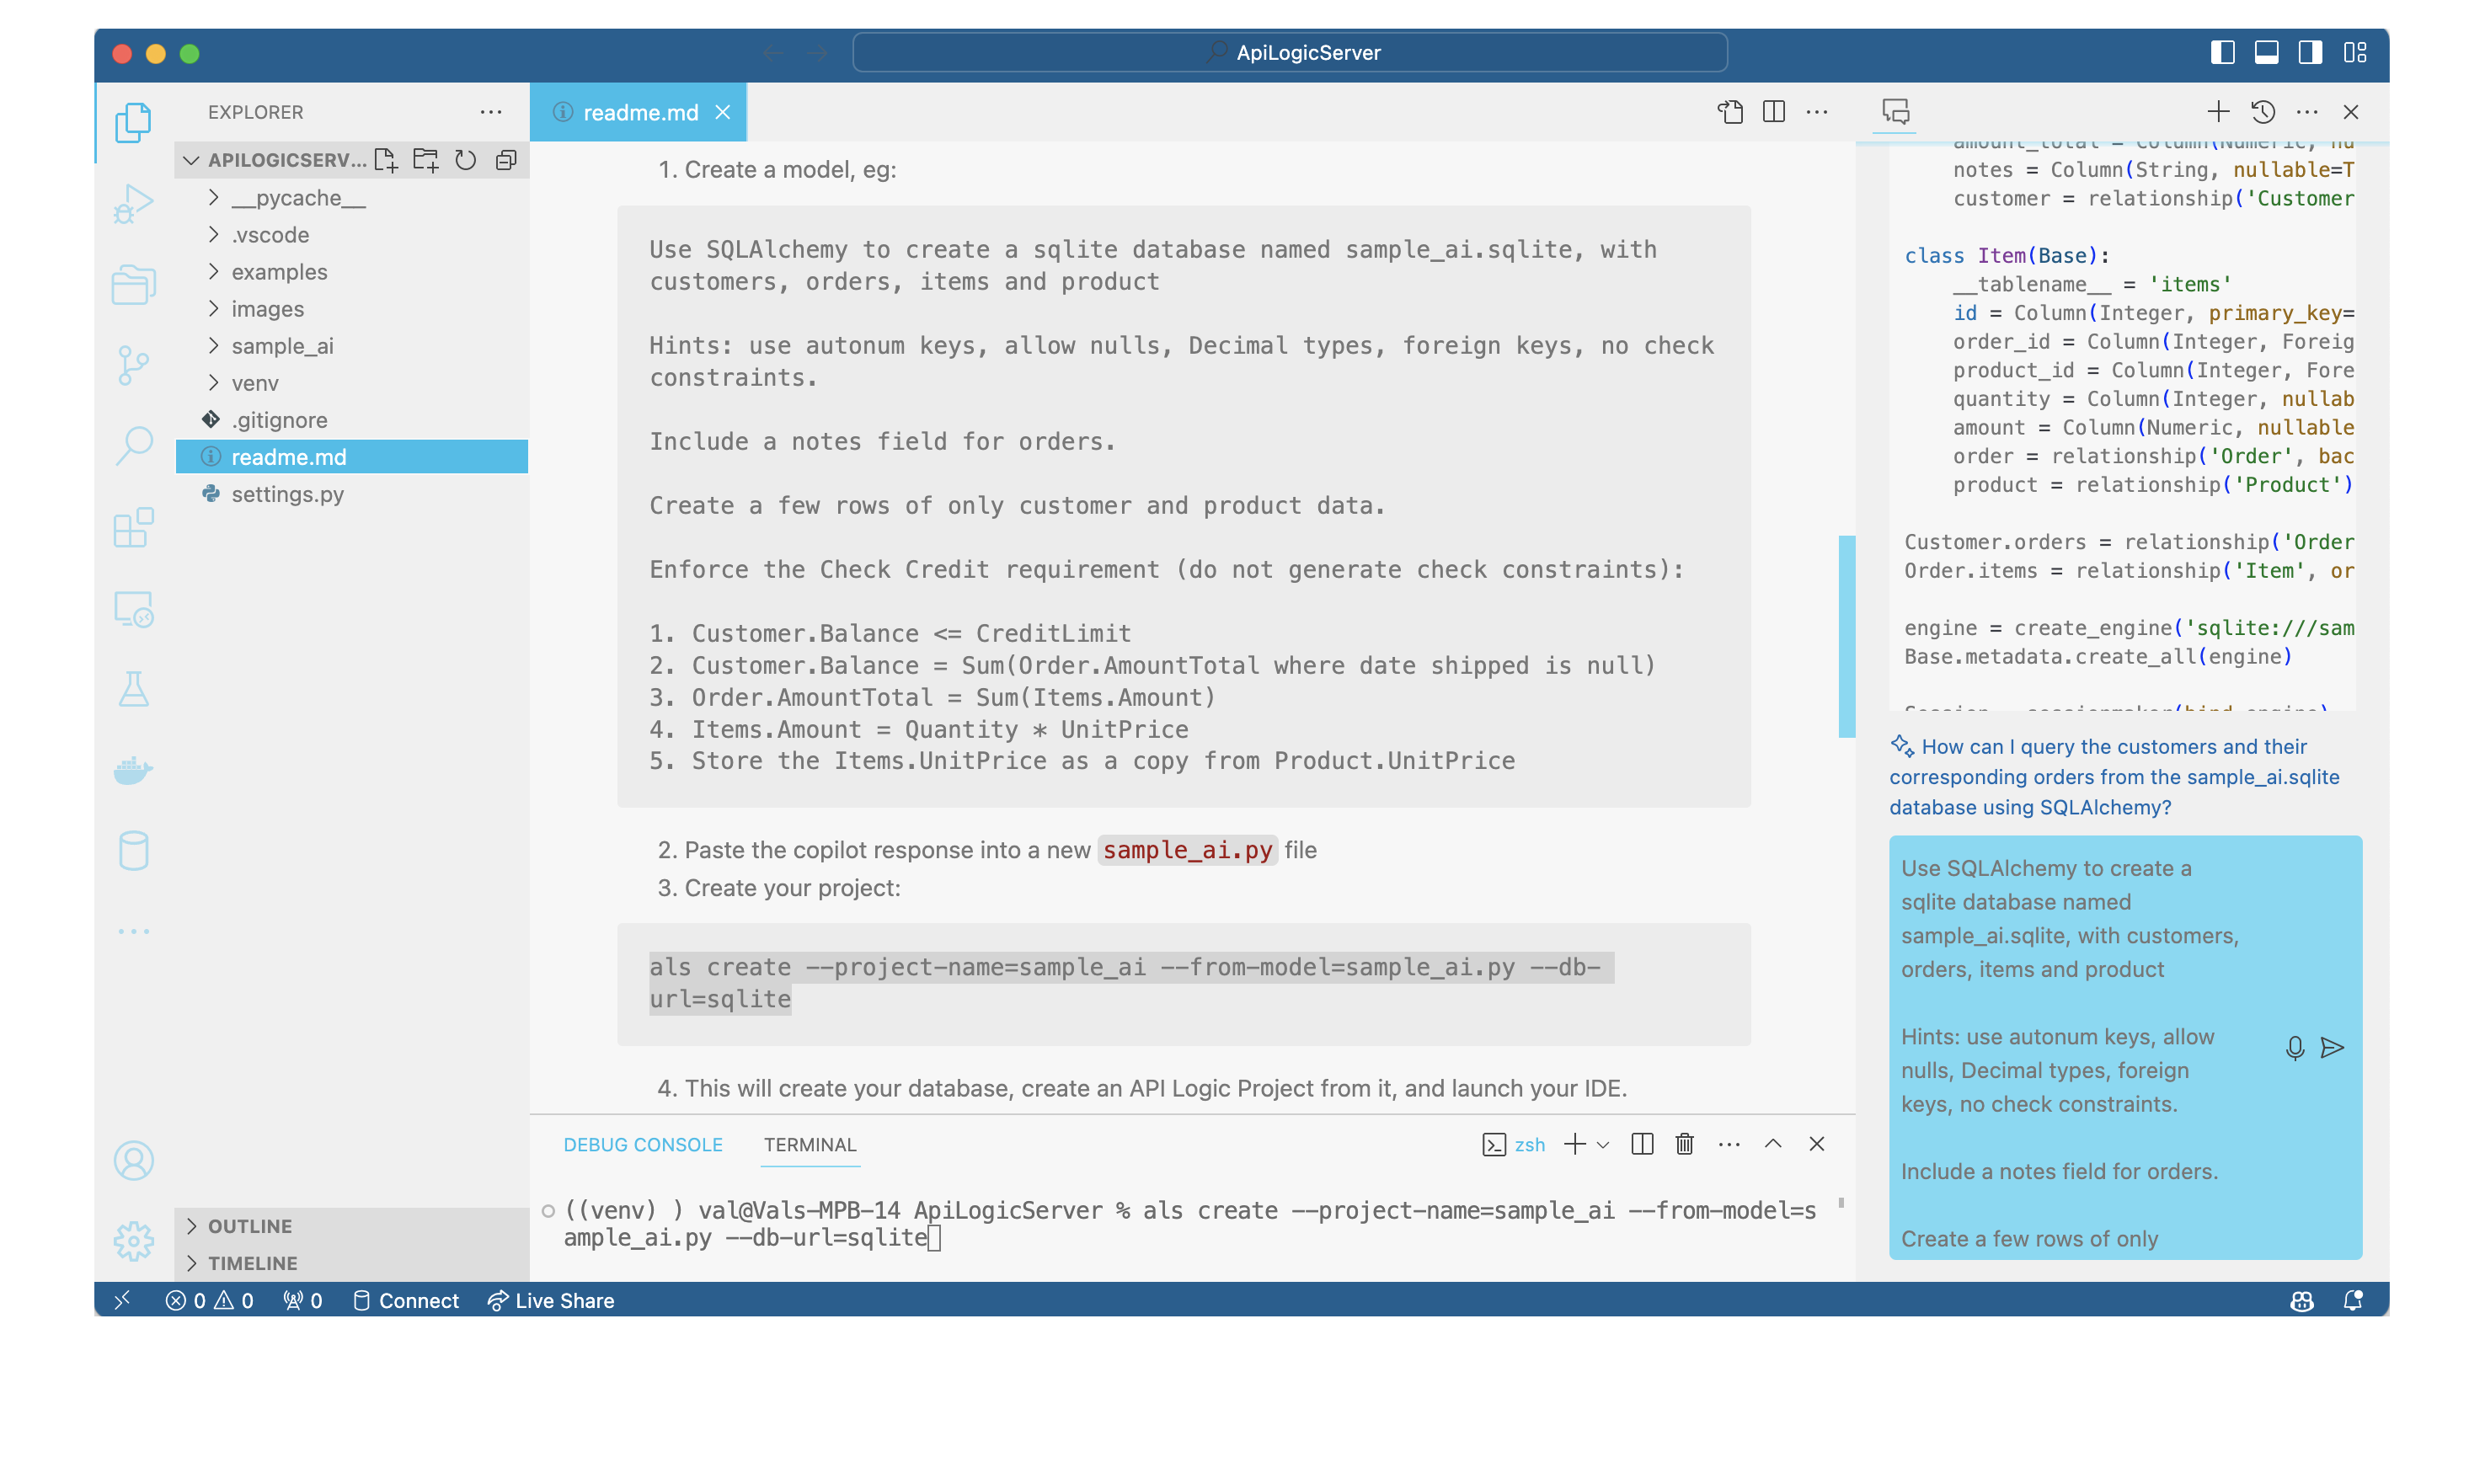 ApiLogicServer
EXPLORER
APILOGICSERV...
__pycache__
.vscode
examples
images
sample_ai
venv
.gitignore
readme.md
settings.py
OUTLINE
TIMELINE
readme.md
1. Create a model, eg:
Use SQLAlchemy to create a sqlite database named sample_ai.sqlite, with
customers, orders, items and product
Hints: use autonum keys, allow nulls, Decimal types, foreign keys, no check
constraints.
Include a notes field for orders.
Create a few rows of only customer and product data.
Enforce the Check Credit requirement (do not generate check constraints):
1. Customer.Balance <= CreditLimit
2. Customer.Balance = Sum(Order.AmountTotal where date shipped is null)
3. Order.AmountTotal = Sum(Items.Amount)
4. Items.Amount = Quantity * UnitPrice
5. Store the Items.UnitPrice as a copy from Product.UnitPrice
2. Paste the copilot response into a new sample_ai.py file
3. Create your project:
als create --project-name=sample_ai --from-model=sample_ai.py --db-
url=sqlite
4. This will create your database, create an API Logic Project from it, and launch your IDE.
DEBUG CONSOLE TERMINAL
zsh
((venv) ) val@Vals-MPB-14 ApiLogicServer % als create --project-name=sample_ai --from-model=s
ample_ai.py --db-url=sqlite
amount_total = Column(Numeric, nu
notes = Column(String, nullable=T
customer = relationship('Customer
class Item(Base):
__tablename__ = 'items'
id = Column(Integer, primary_key=
order_id = Column(Integer, Foreig
product_id = Column(Integer, Fore
quantity = Column(Integer, nullab
amount = Column(Numeric, nullable
order = relationship('Order', bac
product = relationship('Product')
Customer.orders = relationship('Order
Order.items = relationship('Item', or
engine = create_engine('sqlite:///sam
Base.metadata.create_all(engine)
Session = sessionmaker(bind=engine)
How can I query the customers and their
corresponding orders from the sample_ai.sqlite
database using SQLAlchemy?
Use SQLAlchemy to create a
sqlite database named
sample_ai.sqlite, with customers,
orders, items and product
Hints: use autonum keys, allow
nulls, Decimal types, foreign
keys, no check constraints.
Include a notes field for orders.
Create a few rows of only
0 0 0 Connect Live Share